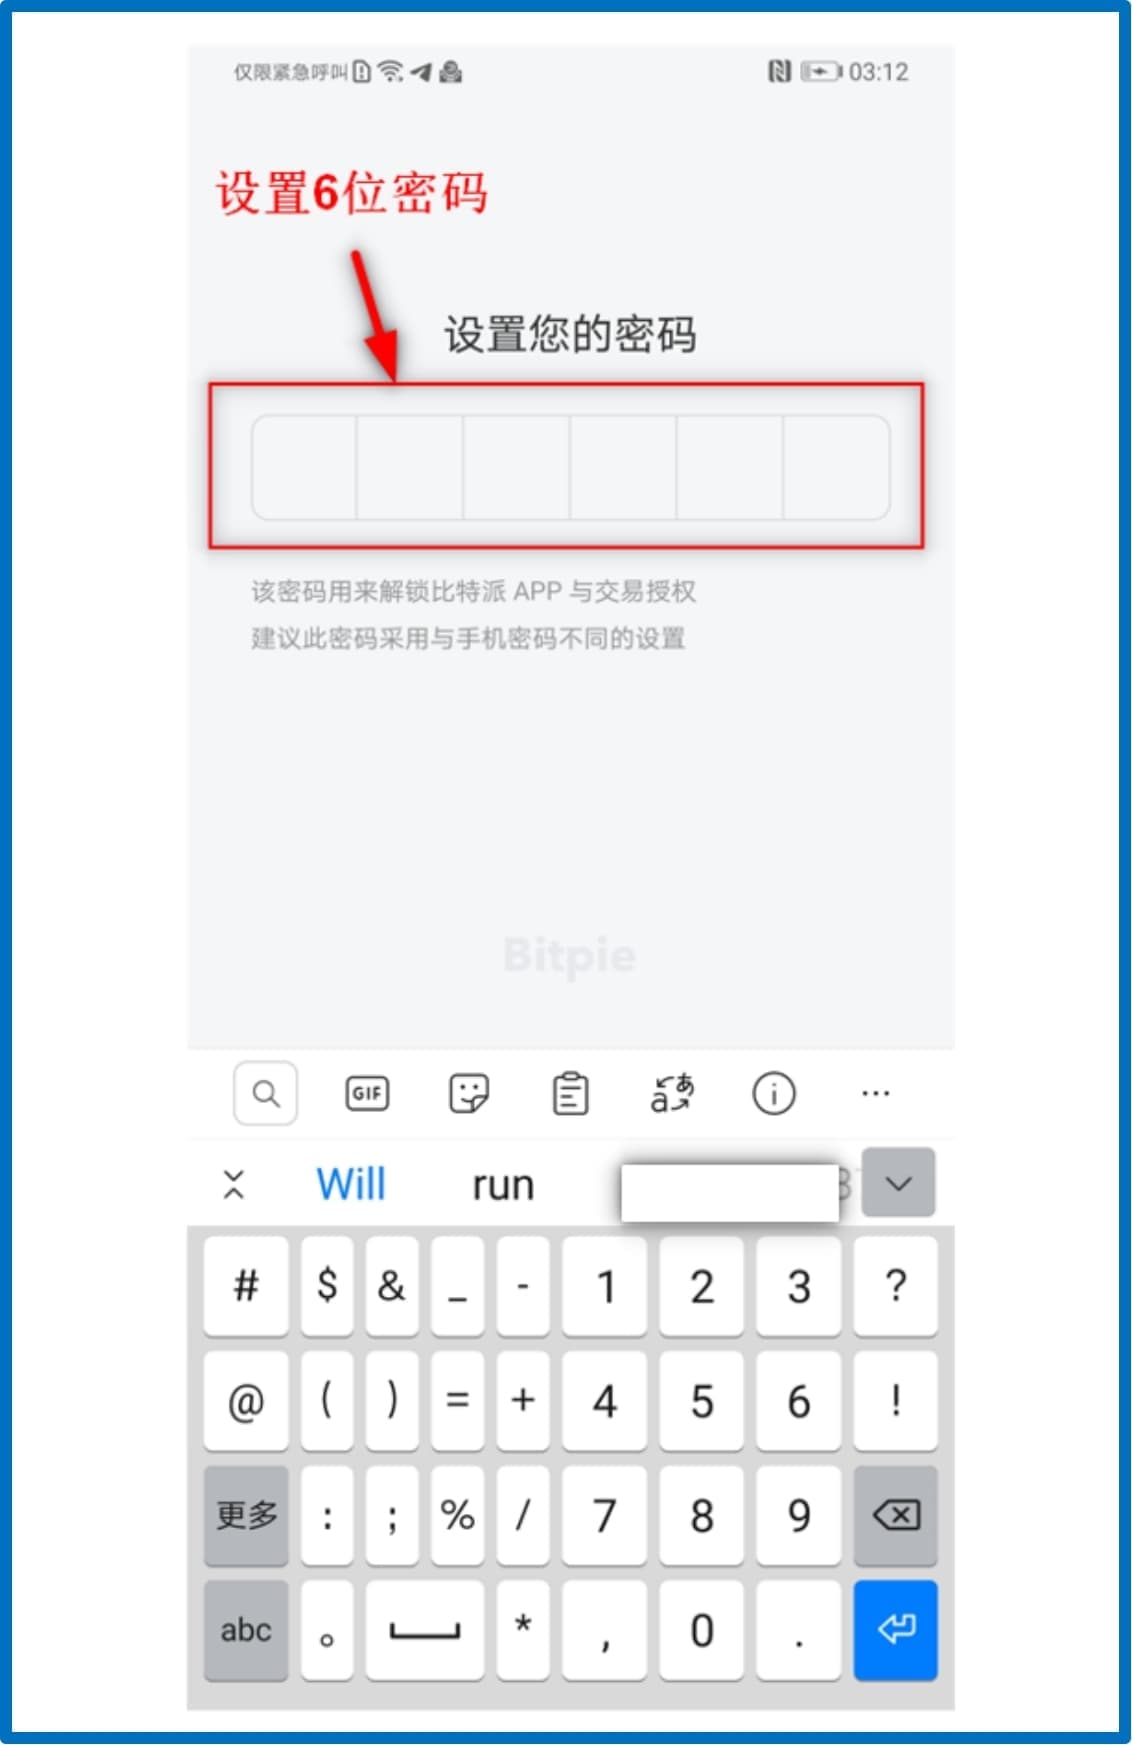 仅限紧急呼叫 03:12
设置6位密码
设置您的密码
该密码用来解锁比特派 APP 与交易授权
建议此密码采用与手机密码不同的设置
Bitpie
GIF aあ i ...
Will run
# $ & _ - 1 2 3 ?
@ ( ) = + 4 5 6 !
更多 : ; % / 7 8 9
abc 。 * , 0 .